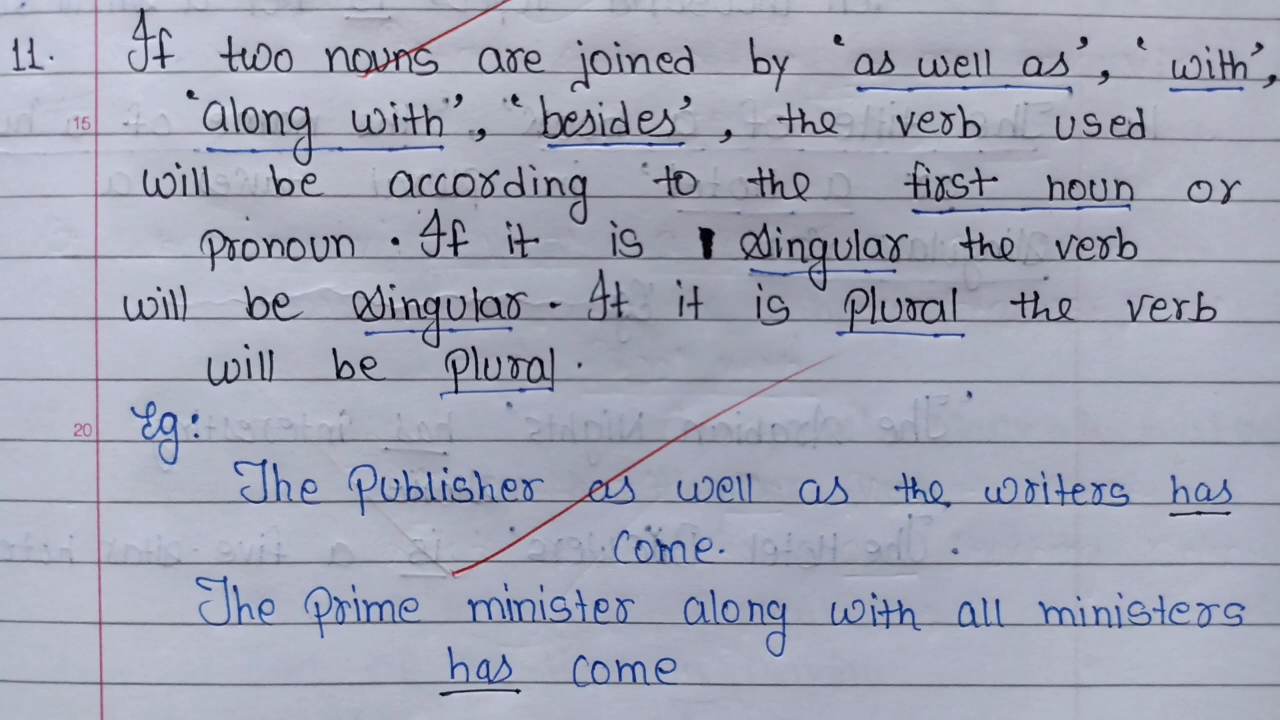 11. If two nouns are joined by 'as well as', 'with',
15 'along with', 'besides', the verb used
will be according to the first noun or
pronoun. If it is singular the verb
will be singular. It it is plural the verb
will be plural.
20 Eg:
The Publisher as well as the writers has
come.
The prime minister along with all ministers
has come